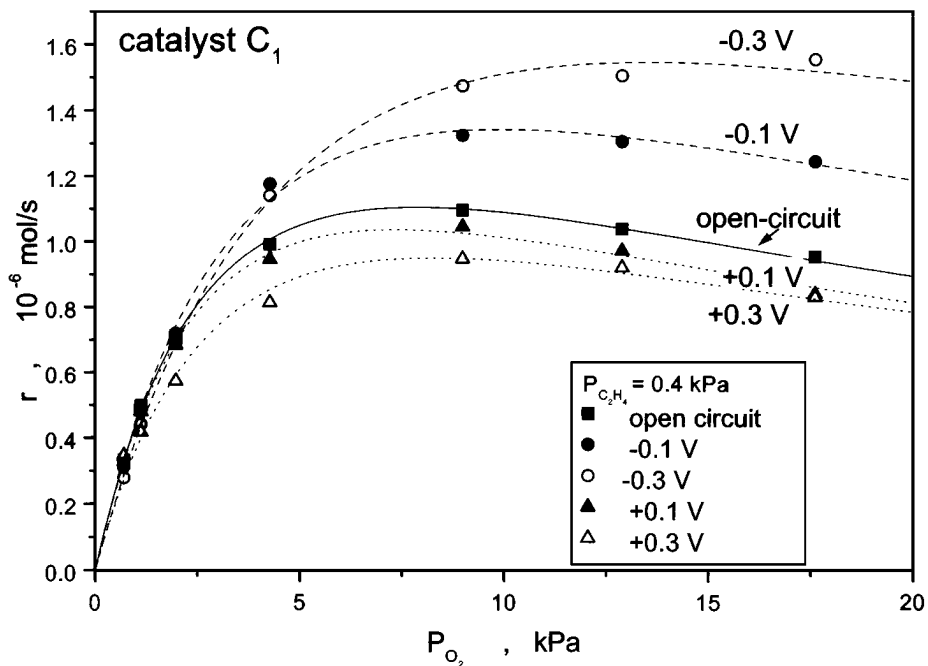 catalyst C₁
1.6
1.4
1.2
1.0
0.8
0.6
0.4
0.2
0.0
r , 10⁻⁶ mol/s
-0.3 V
-0.1 V
open-circuit
+0.1 V
+0.3 V
P_C₂H₄ = 0.4 kPa
open circuit
-0.1 V
-0.3 V
+0.1 V
+0.3 V
0 5 10 15 20
P_O₂ , kPa